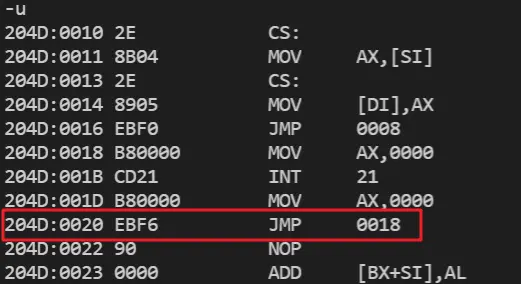 -u
204D:0010 2E CS:
204D:0011 8B04 MOV AX,[SI]
204D:0013 2E CS:
204D:0014 8905 MOV [DI],AX
204D:0016 EBF0 JMP 0008
204D:0018 B80000 MOV AX,0000
204D:001B CD21 INT 21
204D:001D B80000 MOV AX,0000
204D:0020 EBF6 JMP 0018
204D:0022 90 NOP
204D:0023 0000 ADD [BX+SI],AL